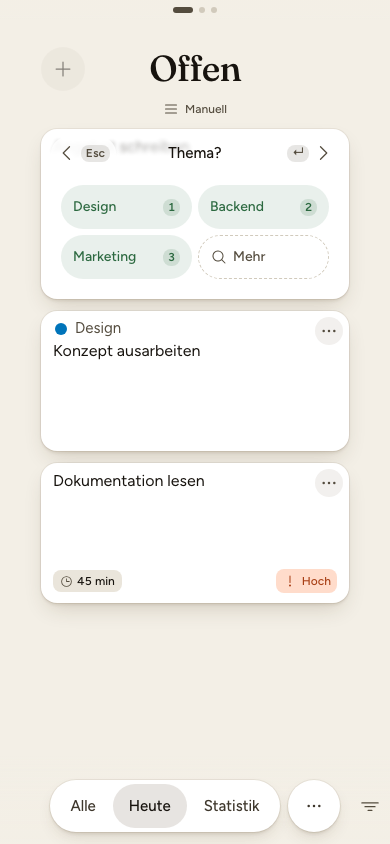 Offen
Manuell
Esc
Thema?
Design 1
Backend 2
Marketing 3
Mehr
Design
Konzept ausarbeiten
Dokumentation lesen
45 min
! Hoch
Alle
Heute
Statistik